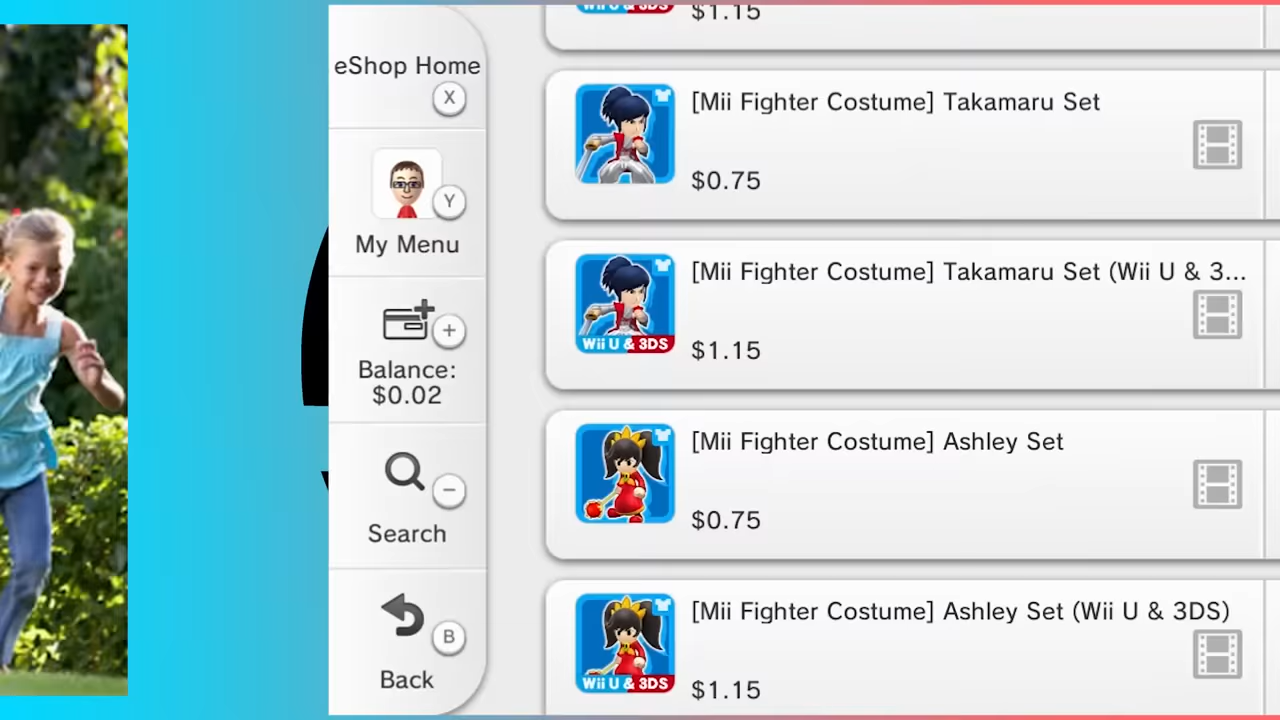 eShop Home
X
Y
My Menu
+
Balance:
$0.02
−
Search
B
Back
Wii U & 3DS
$1.15
[Mii Fighter Costume] Takamaru Set
$0.75
[Mii Fighter Costume] Takamaru Set (Wii U & 3...
Wii U & 3DS
$1.15
[Mii Fighter Costume] Ashley Set
$0.75
[Mii Fighter Costume] Ashley Set (Wii U & 3DS)
Wii U & 3DS
$1.15